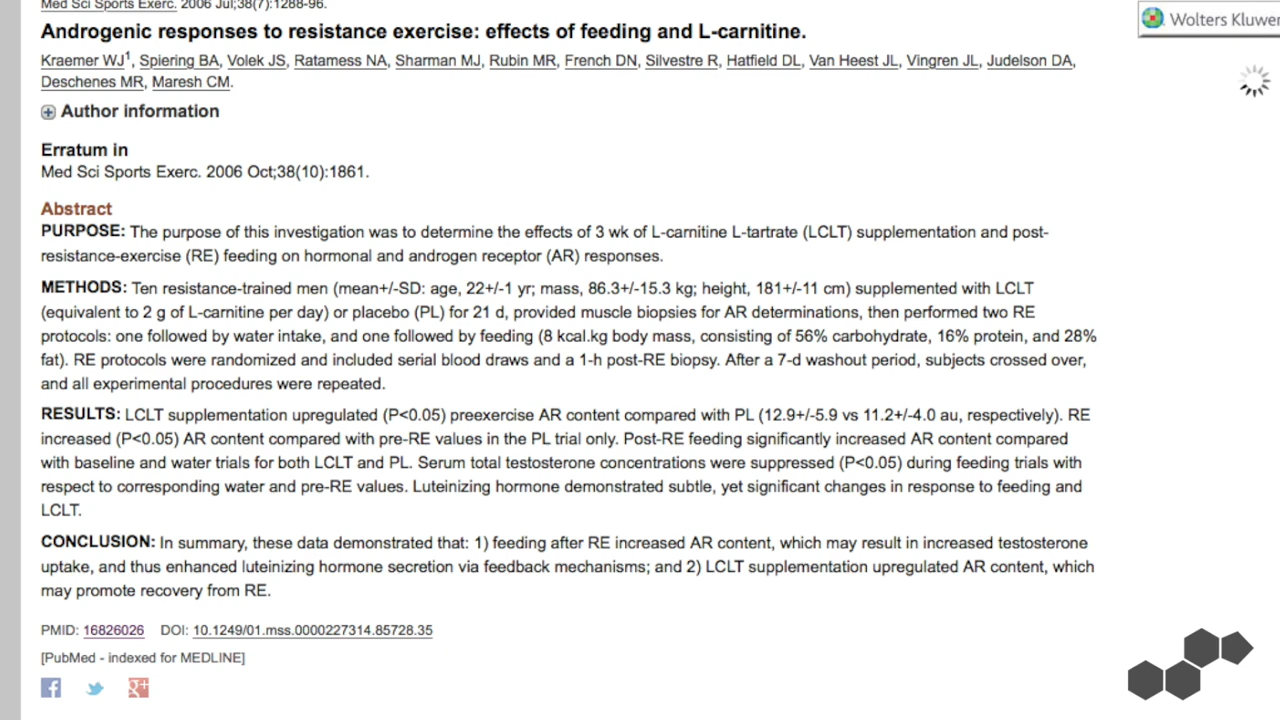 Med Sci Sports Exerc. 2006 Jul;38(7):1288-96.
Wolters Kluwer
Androgenic responses to resistance exercise: effects of feeding and L-carnitine.
Kraemer WJ1, Spiering BA, Volek JS, Ratamess NA, Sharman MJ, Rubin MR, French DN, Silvestre R, Hatfield DL, Van Heest JL, Vingren JL, Judelson DA,
Deschenes MR, Maresh CM.
Author information
Erratum in
Med Sci Sports Exerc. 2006 Oct;38(10):1861.
Abstract
PURPOSE: The purpose of this investigation was to determine the effects of 3 wk of L-carnitine L-tartrate (LCLT) supplementation and post-
resistance-exercise (RE) feeding on hormonal and androgen receptor (AR) responses.
METHODS: Ten resistance-trained men (mean+/-SD: age, 22+/-1 yr; mass, 86.3+/-15.3 kg; height, 181+/-11 cm) supplemented with LCLT
(equivalent to 2 g of L-carnitine per day) or placebo (PL) for 21 d, provided muscle biopsies for AR determinations, then performed two RE
protocols: one followed by water intake, and one followed by feeding (8 kcal.kg body mass, consisting of 56% carbohydrate, 16% protein, and 28%
fat). RE protocols were randomized and included serial blood draws and a 1-h post-RE biopsy. After a 7-d washout period, subjects crossed over,
and all experimental procedures were repeated.
RESULTS: LCLT supplementation upregulated (P<0.05) preexercise AR content compared with PL (12.9+/-5.9 vs 11.2+/-4.0 au, respectively). RE
increased (P<0.05) AR content compared with pre-RE values in the PL trial only. Post-RE feeding significantly increased AR content compared
with baseline and water trials for both LCLT and PL. Serum total testosterone concentrations were suppressed (P<0.05) during feeding trials with
respect to corresponding water and pre-RE values. Luteinizing hormone demonstrated subtle, yet significant changes in response to feeding and
LCLT.
CONCLUSION: In summary, these data demonstrated that: 1) feeding after RE increased AR content, which may result in increased testosterone
uptake, and thus enhanced luteinizing hormone secretion via feedback mechanisms; and 2) LCLT supplementation upregulated AR content, which
may promote recovery from RE.
PMID: 16826026 DOI: 10.1249/01.mss.0000227314.85728.35
[PubMed - indexed for MEDLINE]